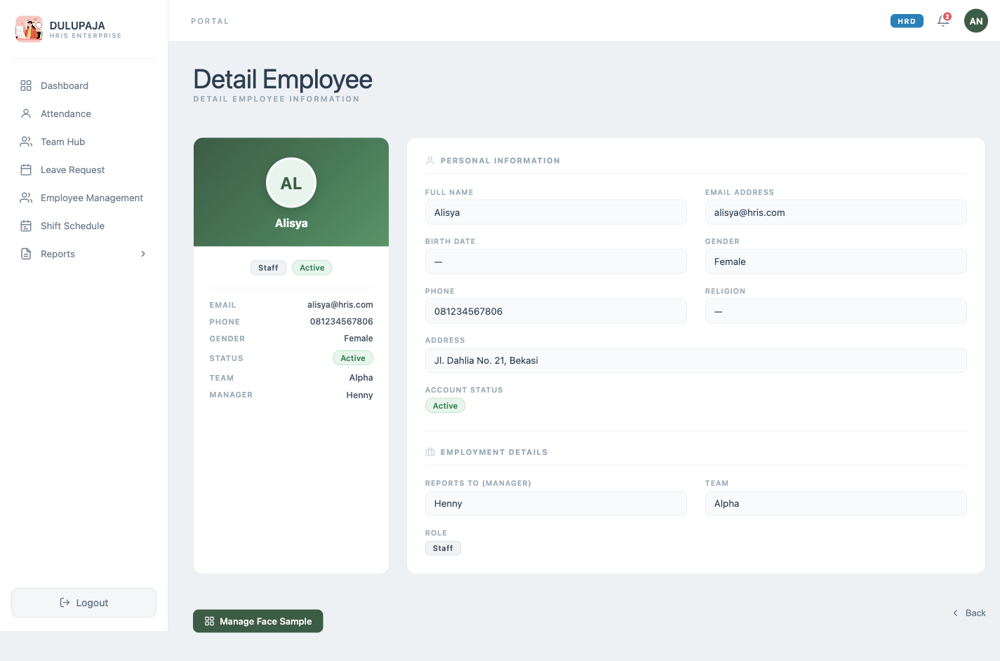 DULUPAJA
HRIS ENTERPRISE
Dashboard
Attendance
Team Hub
Leave Request
Employee Management
Shift Schedule
Reports
Logout
PORTAL
HRD
2
AN
Detail Employee
DETAIL EMPLOYEE INFORMATION
AL
Alisya
Staff Active
EMAIL alisya@hris.com
PHONE 081234567806
GENDER Female
STATUS Active
TEAM Alpha
MANAGER Henny
PERSONAL INFORMATION
FULL NAME
Alisya
EMAIL ADDRESS
alisya@hris.com
BIRTH DATE
—
GENDER
Female
PHONE
081234567806
RELIGION
—
ADDRESS
Jl. Dahlia No. 21, Bekasi
ACCOUNT STATUS
Active
EMPLOYMENT DETAILS
REPORTS TO (MANAGER)
Henny
TEAM
Alpha
ROLE
Staff
Manage Face Sample
Back